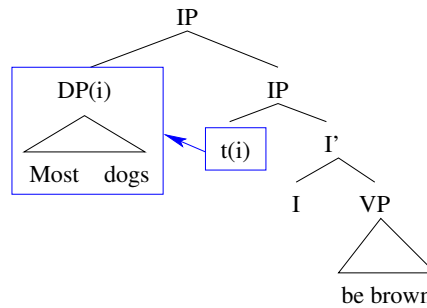 IP
DP(i) IP
Most dogs t(i) I'
I VP
be brown